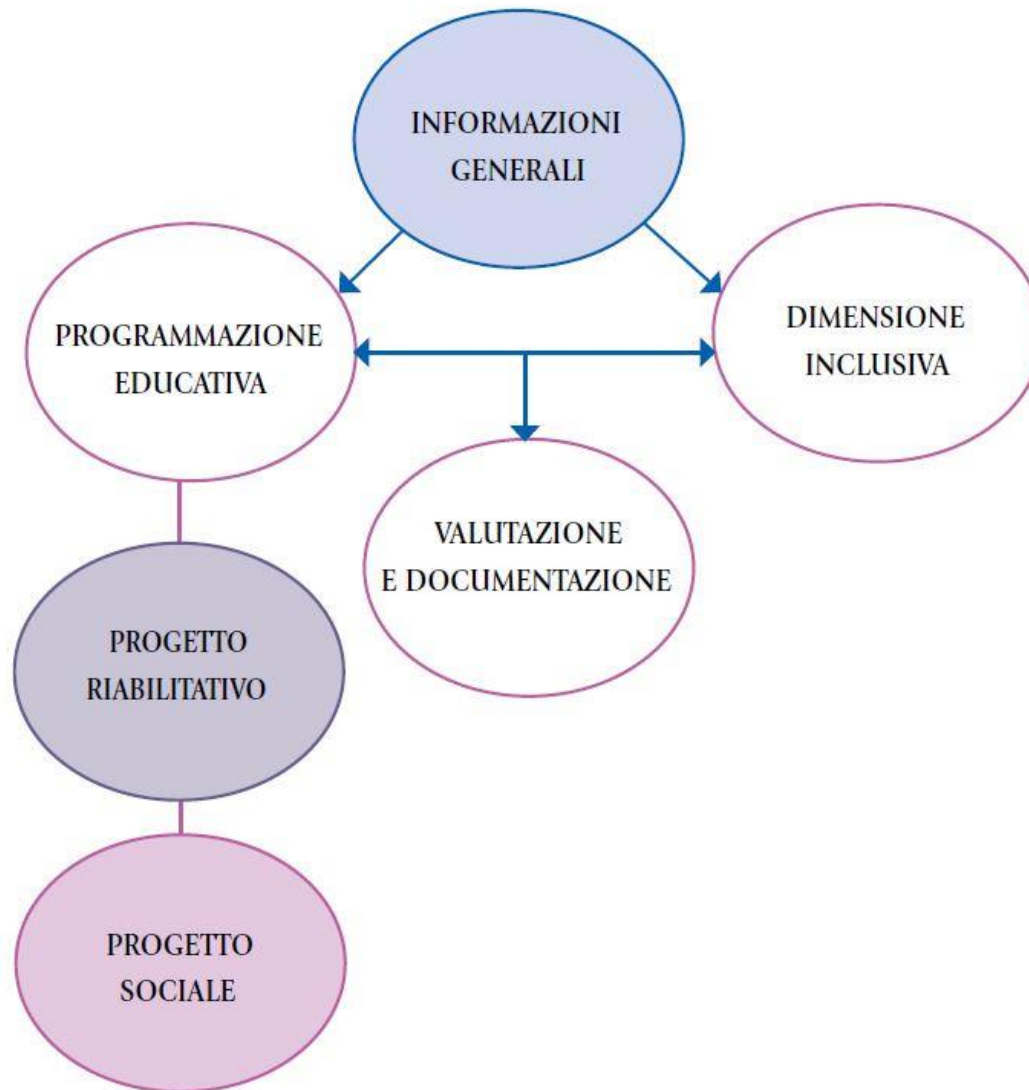 INFORMAZIONI
GENERALI
PROGRAMMAZIONE
EDUCATIVA
DIMENSIONE
INCLUSIVA
VALUTAZIONE
E DOCUMENTAZIONE
PROGETTO
RIABILITATIVO
PROGETTO
SOCIALE